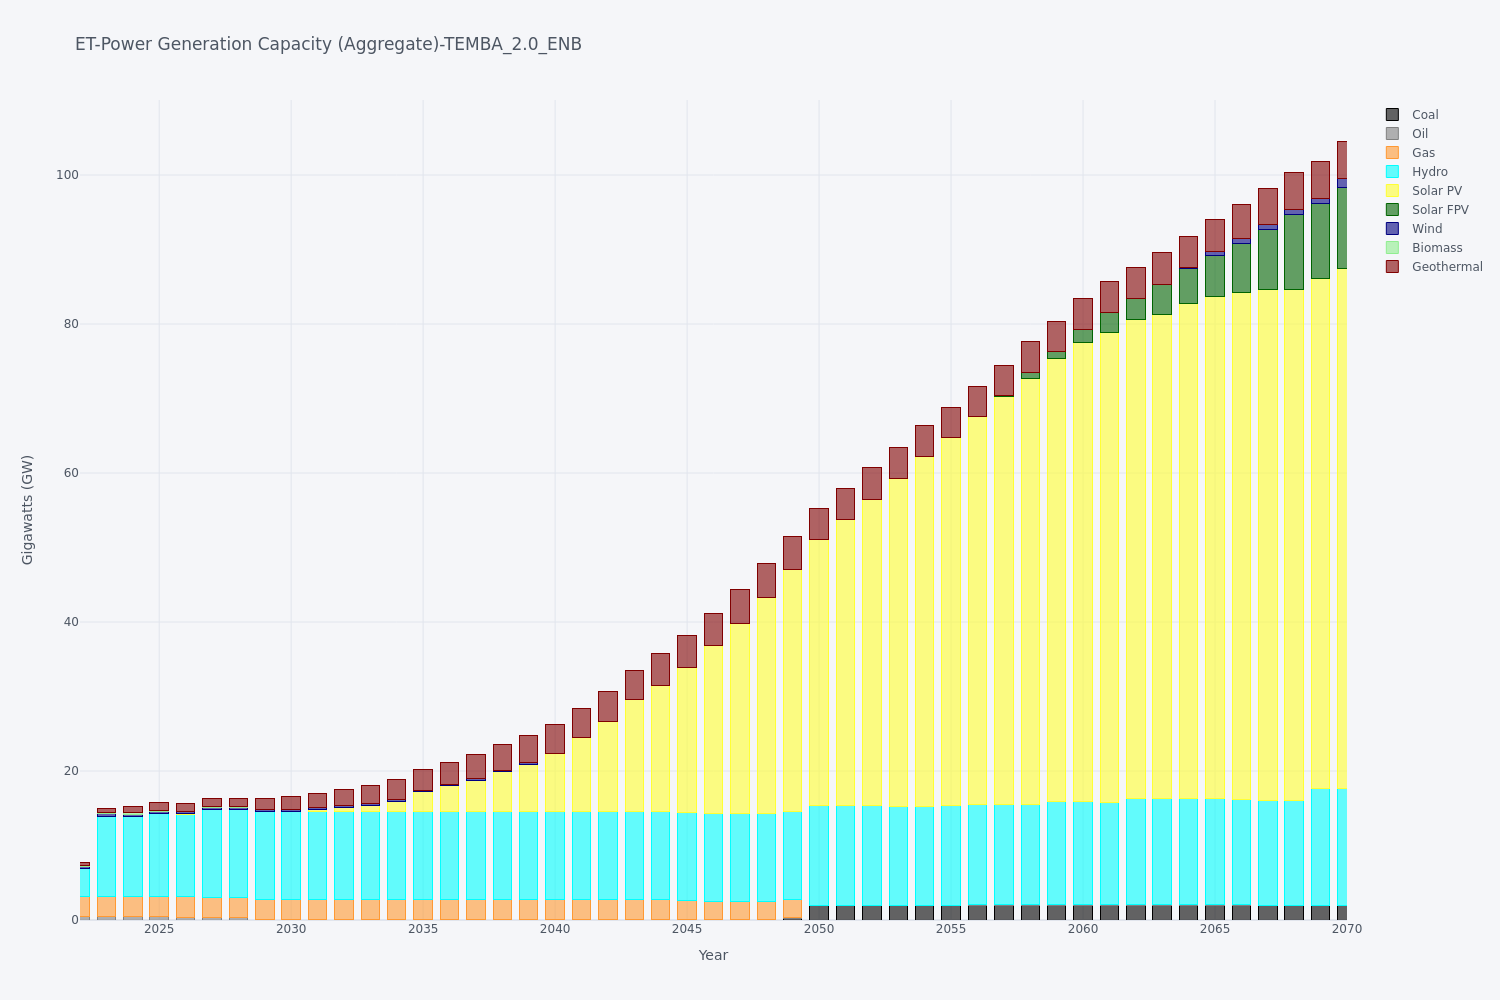 ET-Power Generation Capacity (Aggregate)-TEMBA_2.0_ENB
Coal
Oil
Gas
Hydro
Solar PV
Solar FPV
Wind
Biomass
Geothermal
100
80
60
40
20
0
Gigawatts (GW)
2025 2030 2035 2040 2045 2050 2055 2060 2065 2070
Year